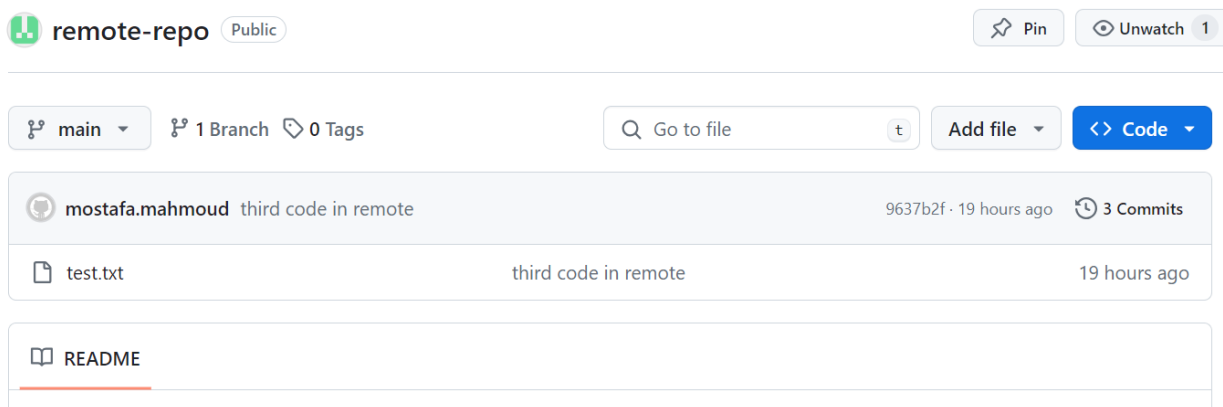 remote-repo Public Pin Unwatch 1
main 1 Branch 0 Tags Go to file t Add file <> Code
mostafa.mahmoud third code in remote 9637b2f · 19 hours ago 3 Commits
test.txt third code in remote 19 hours ago
README